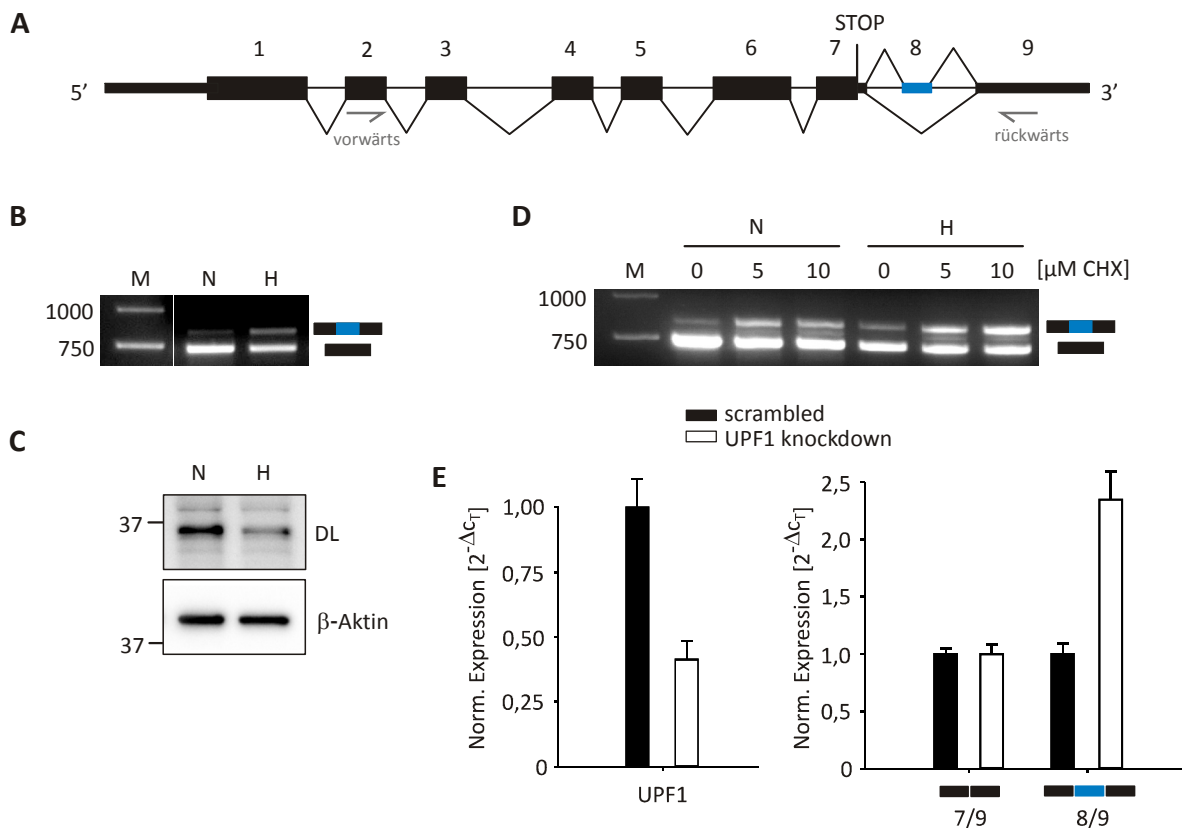 A
STOP
1 2 3 4 5 6 7 8 9
5’ 3’
vorwärts rückwärts
B
M N H
1000
750
D
N H
M 0 5 10 0 5 10 [µM CHX]
1000
750
C
N H
37 DL
37 β-Aktin
scrambled
UPF1 knockdown
E
Norm. Expression [2^-ΔcT]
1,00
0,75
0,50
0,25
0
UPF1
Norm. Expression [2^-ΔcT]
2,5
2,0
1,5
1,0
0,5
0
7/9 8/9